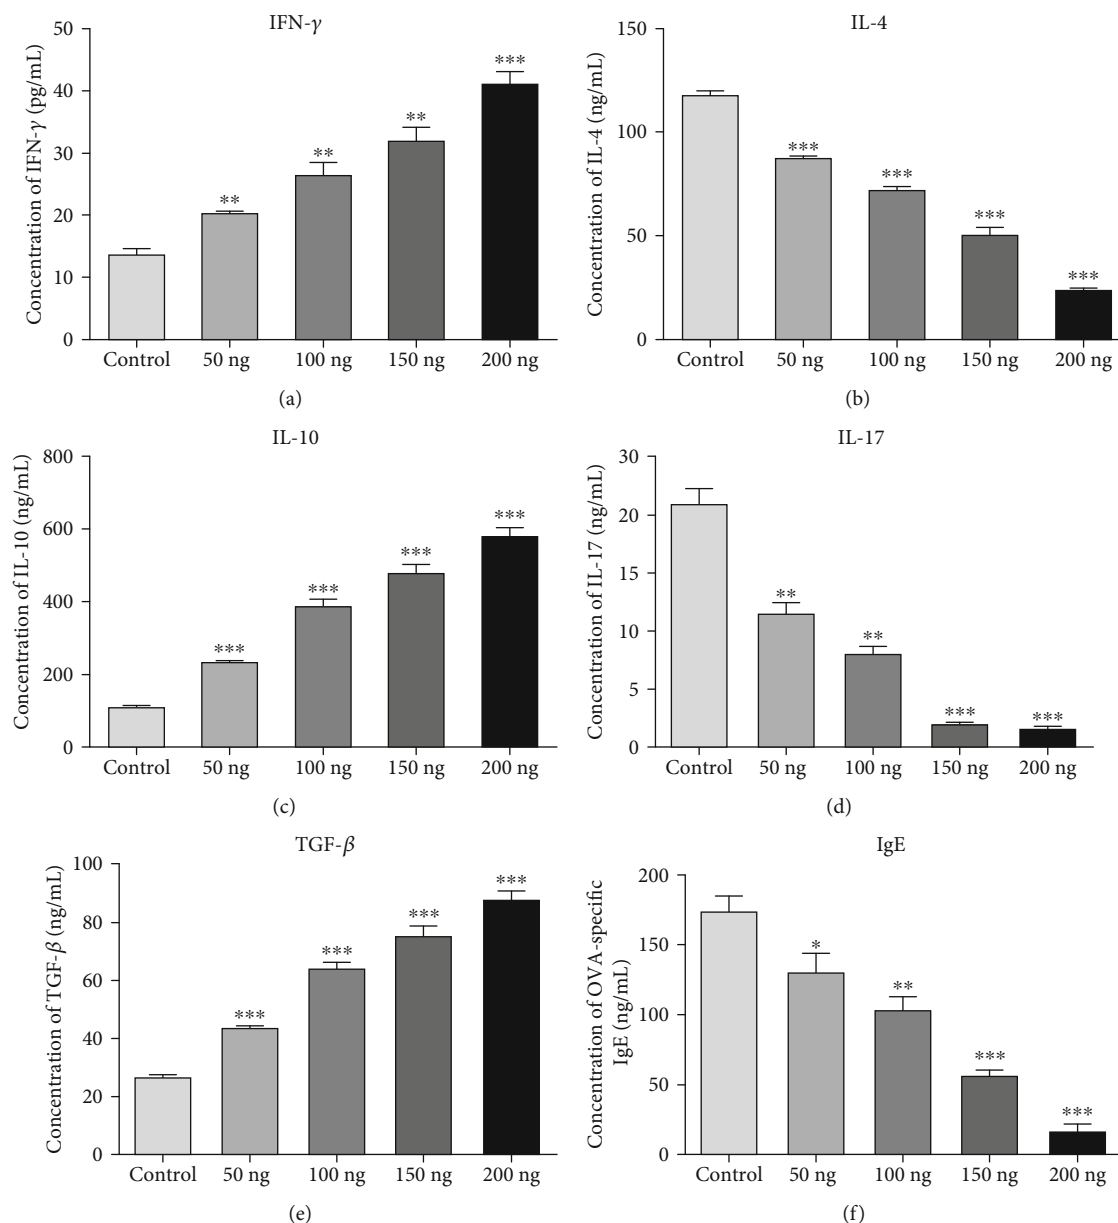 IFN-γ
Concentration of IFN-γ (pg/mL)
50
40
30
20
10
0
***
**
**
**
Control 50 ng 100 ng 150 ng 200 ng
(a)
IL-4
Concentration of IL-4 (ng/mL)
150
100
50
0
***
***
***
***
Control 50 ng 100 ng 150 ng 200 ng
(b)
IL-10
Concentration of IL-10 (ng/mL)
800
600
400
200
0
***
***
***
***
Control 50 ng 100 ng 150 ng 200 ng
(c)
IL-17
Concentration of IL-17 (ng/mL)
30
20
15
10
5
0
**
**
***
***
Control 50 ng 100 ng 150 ng 200 ng
(d)
TGF-β
Concentration of TGF-β (ng/mL)
100
80
60
40
20
0
***
***
***
***
Control 50 ng 100 ng 150 ng 200 ng
(e)
IgE
Concentration of OVA-specific
IgE (ng/mL)
200
150
100
50
0
*
**
***
***
Control 50 ng 100 ng 150 ng 200 ng
(f)